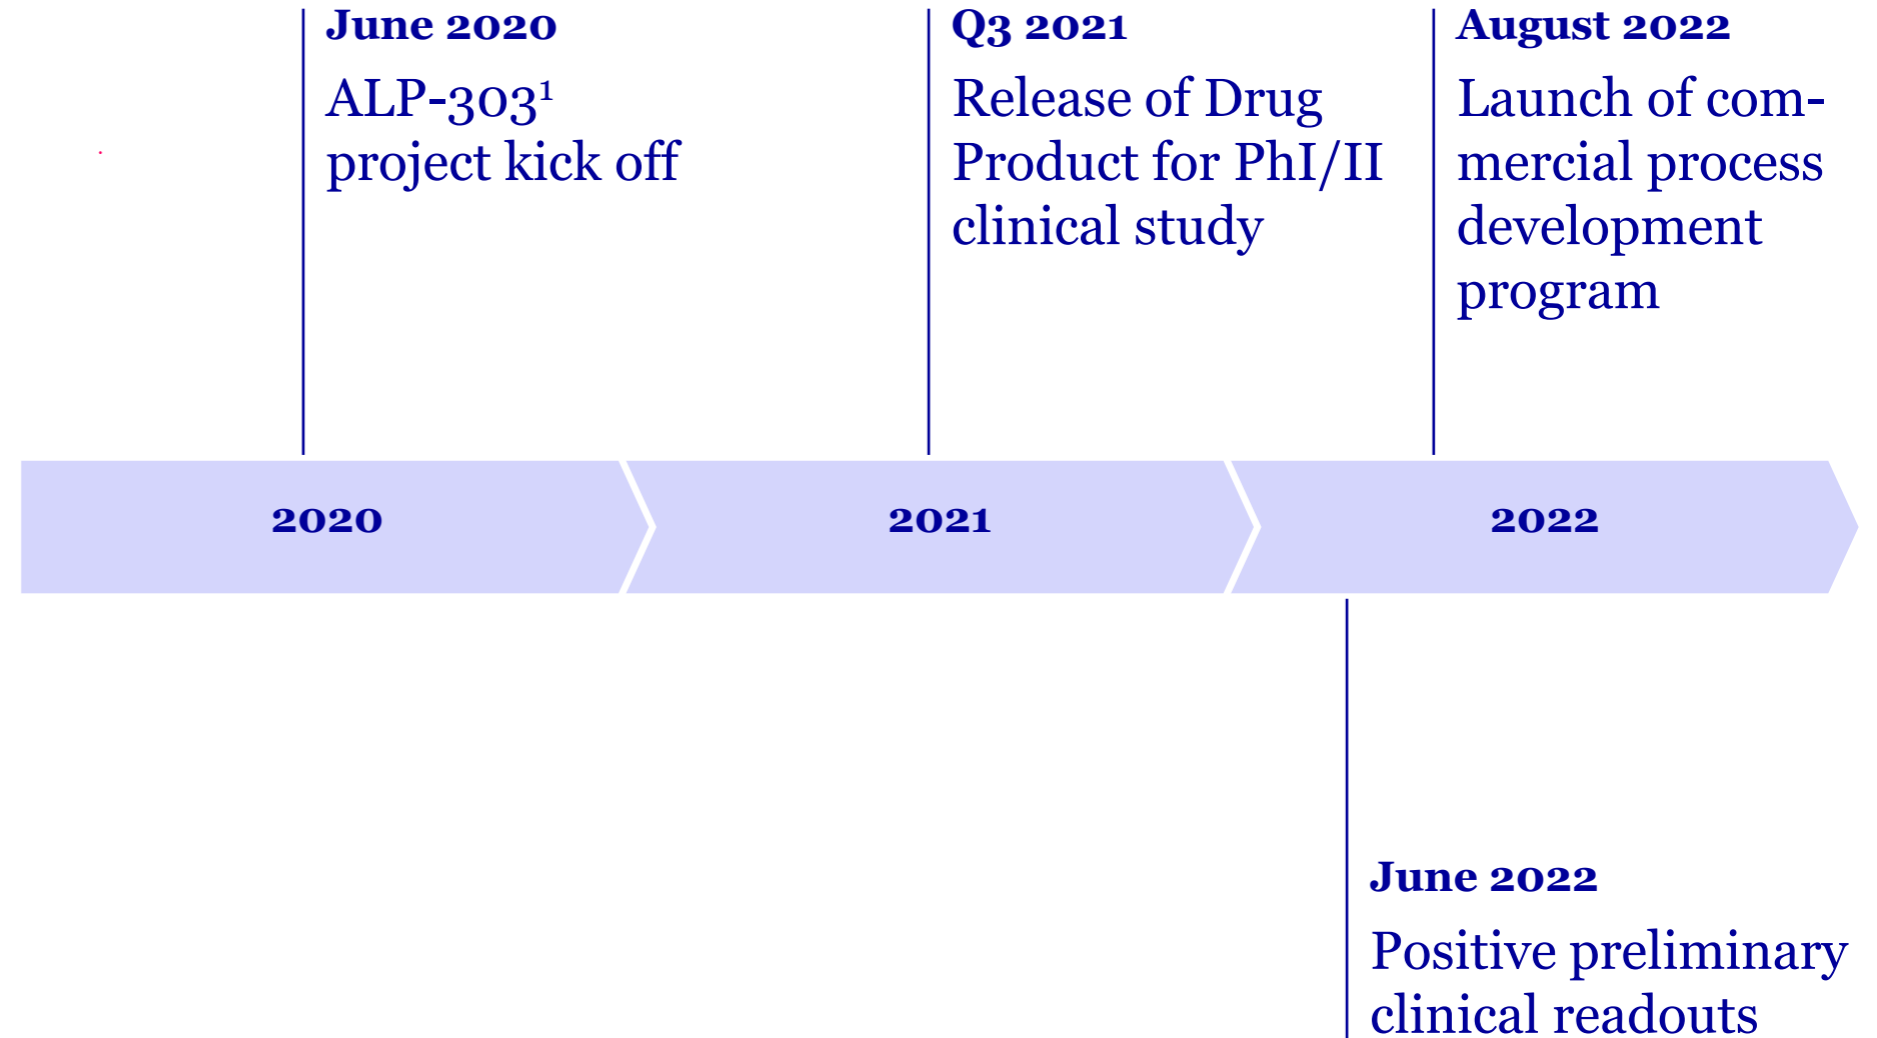 June 2020
ALP-303¹
project kick off
Q3 2021
Release of Drug
Product for PhI/II
clinical study
August 2022
Launch of com-
mercial process
development
program
2020
2021
2022
June 2022
Positive preliminary
clinical readouts